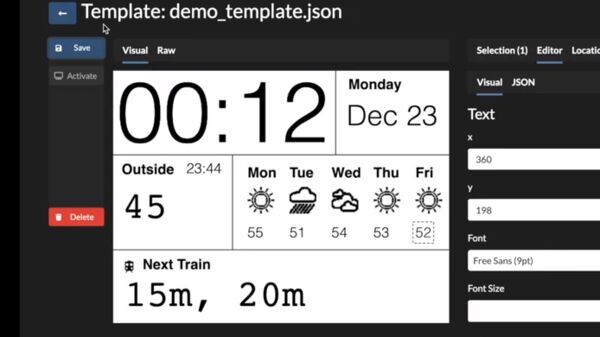 Template: demo_template.json
Save
Activate
Delete
Visual Raw
00:12
Monday
Dec 23
Outside 23:44
45
Mon Tue Wed Thu Fri
55 51 54 53 52
Next Train
15m, 20m
Selection (1) Editor Locatio
Visual JSON
Text
x
360
y
198
Font
Free Sans (9pt)
Font Size